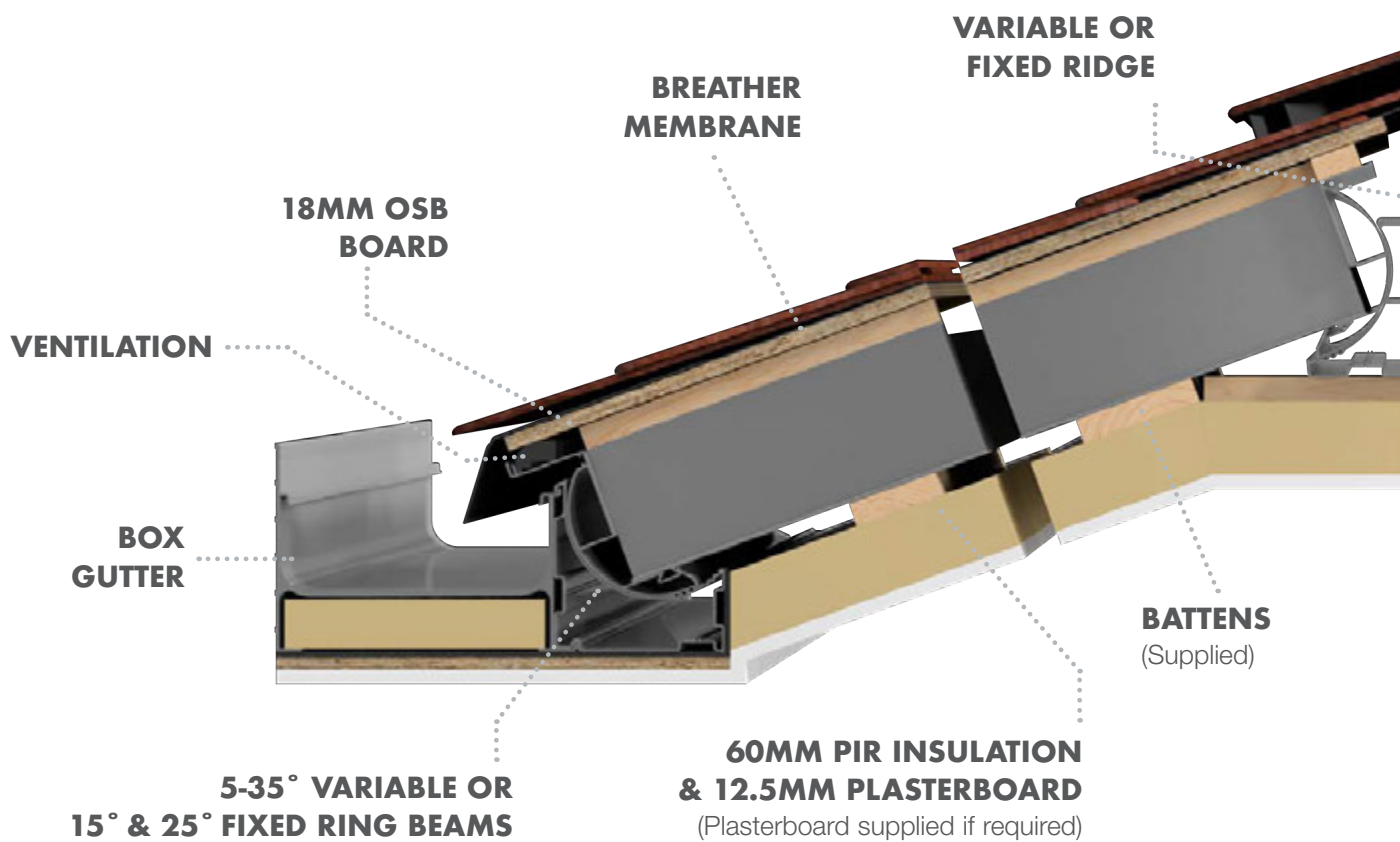 VARIABLE OR
FIXED RIDGE
BREATHER
MEMBRANE
18MM OSB
BOARD
VENTILATION
BOX
GUTTER
BATTENS
(Supplied)
60MM PIR INSULATION
& 12.5MM PLASTERBOARD
(Plasterboard supplied if required)
5-35° VARIABLE OR
15° & 25° FIXED RING BEAMS